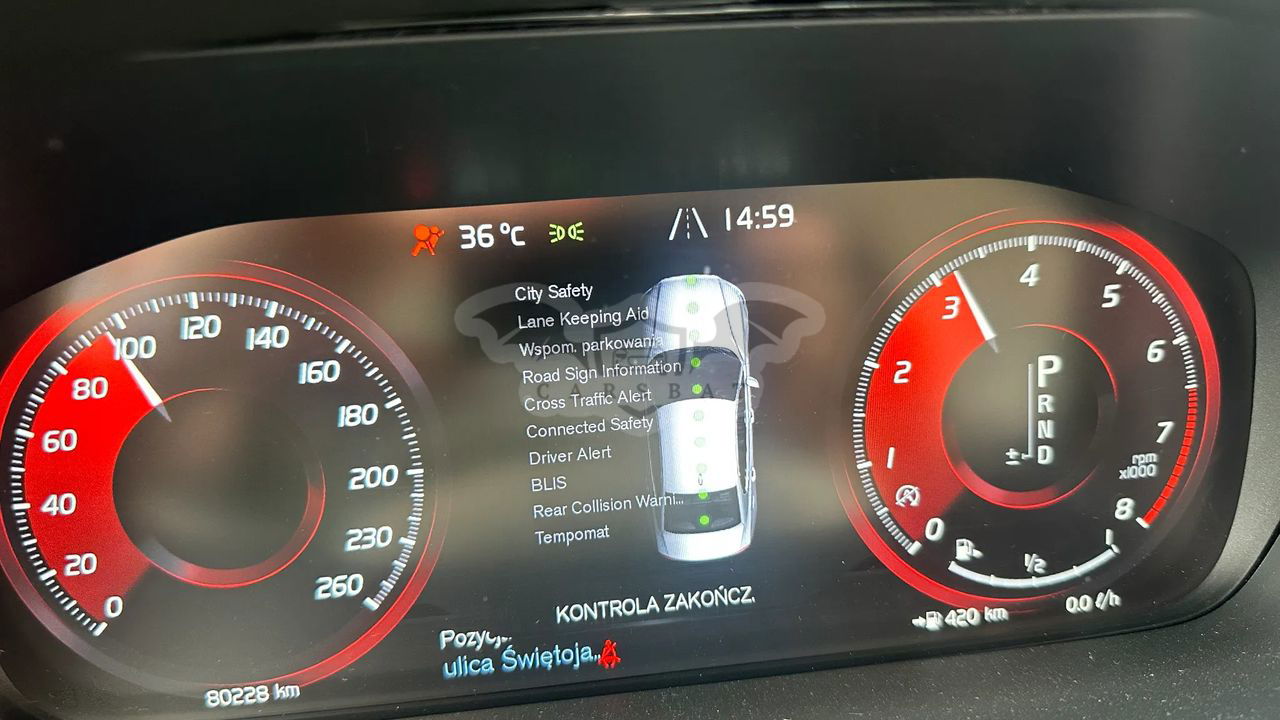 36 °C
14:59
City Safety
Lane Keeping Aid
Wspom. parkowania
Road Sign Information
Cross Traffic Alert
Connected Safety
Driver Alert
BLIS
Rear Collision Warni...
Tempomat
CARSBAT
KONTROLA ZAKOŃCZ.
ulica Świętoja..
0
20
40
60
80
100
120
140
160
180
200
230
260
80228 km
0
1
2
3
4
5
6
7
8
rpm
x1000
P
R
N
D
±
1/2
1
420 km
0.0 ℓ/h